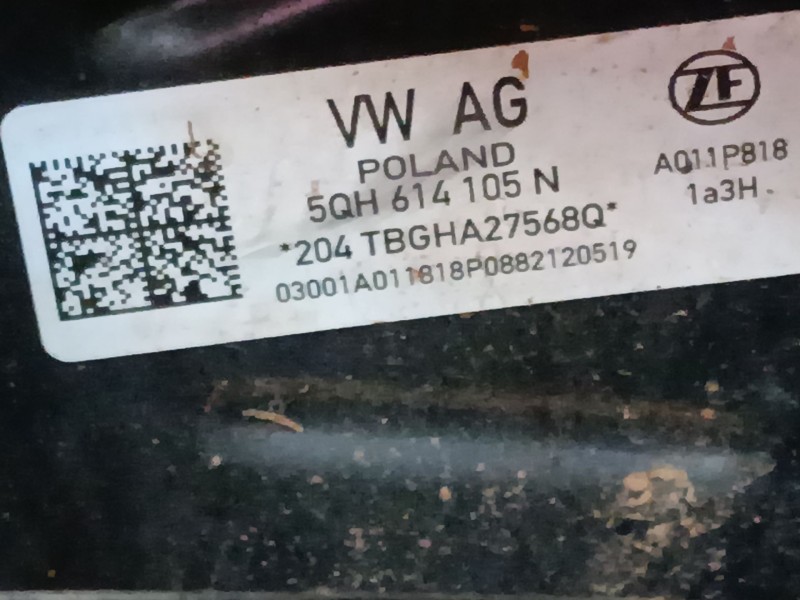 VW AG
ZF
POLAND
5QH 614 105 N
*204 TBGHA27568Q*
03001A011818P0882120519
A011P818
1a3H.